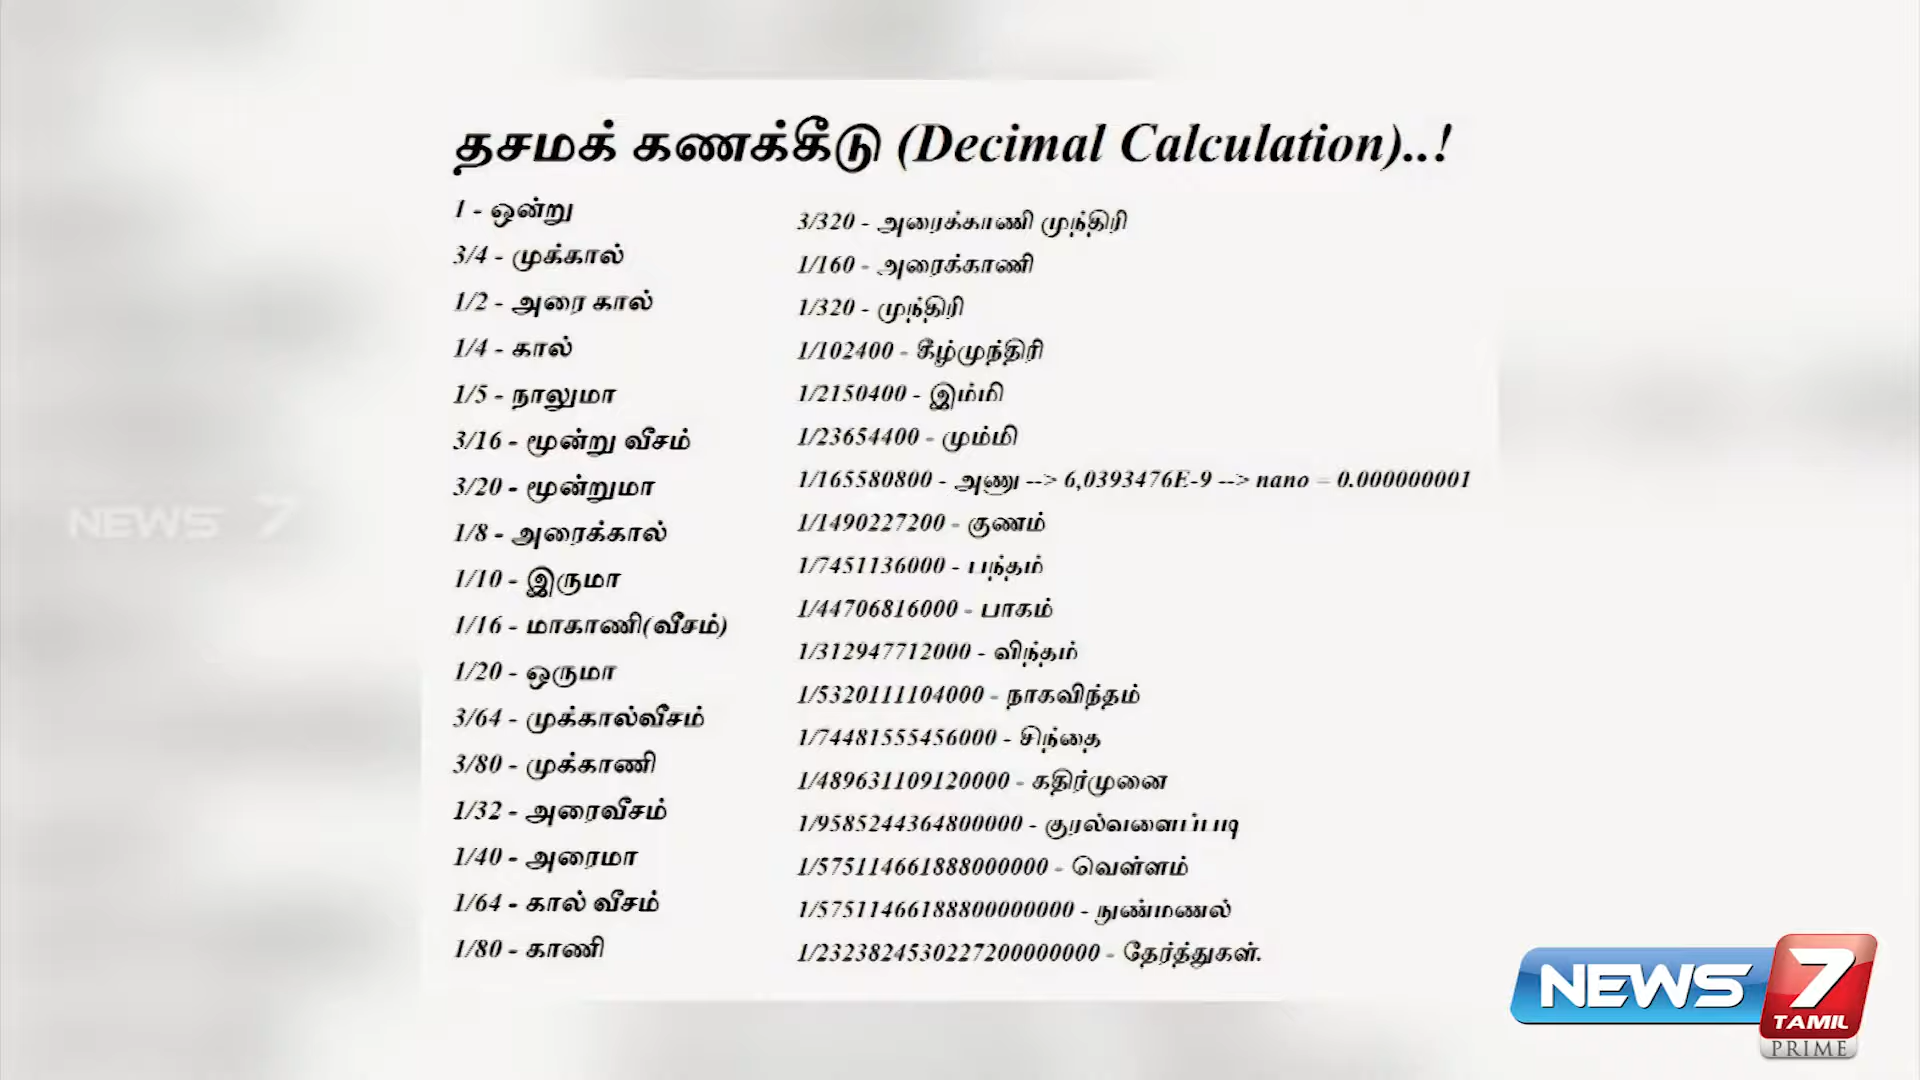 தசமக் கணக்கீடு (Decimal Calculation)..!
1 - ஒன்று
3/4 - முக்கால்
1/2 - அரை கால்
1/4 - கால்
1/5 - நாலுமா
3/16 - மூன்று வீசம்
3/20 - மூன்றுமா
1/8 - அரைக்கால்
1/10 - இருமா
1/16 - மாகாணி(வீசம்)
1/20 - ஒருமா
3/64 - முக்கால்வீசம்
3/80 - முக்காணி
1/32 - அரைவீசம்
1/40 - அரைமா
1/64 - கால் வீசம்
1/80 - காணி
3/320 - அரைக்காணி முந்திரி
1/160 - அரைக்காணி
1/320 - முந்திரி
1/102400 - கீழ்முந்திரி
1/2150400 - இம்மி
1/23654400 - மும்மி
1/165580800 - அணு --> 6,0393476E-9 --> nano = 0.000000001
1/1490227200 - குணம்
1/7451136000 - பந்தம்
1/44706816000 - பாகம்
1/312947712000 - விந்தம்
1/5320111104000 - நாகவிந்தம்
1/74481555456000 - சிந்தை
1/489631109120000 - கதிர்முனை
1/9585244364800000 - குரல்வளைப்படி
1/575114661888000000 - வெள்ளம்
1/57511466188800000000 - நுண்மணல்
1/2323824530227200000000 - தேர்த்துகள்.
NEWS 7
NEWS 7
TAMIL
PRIME